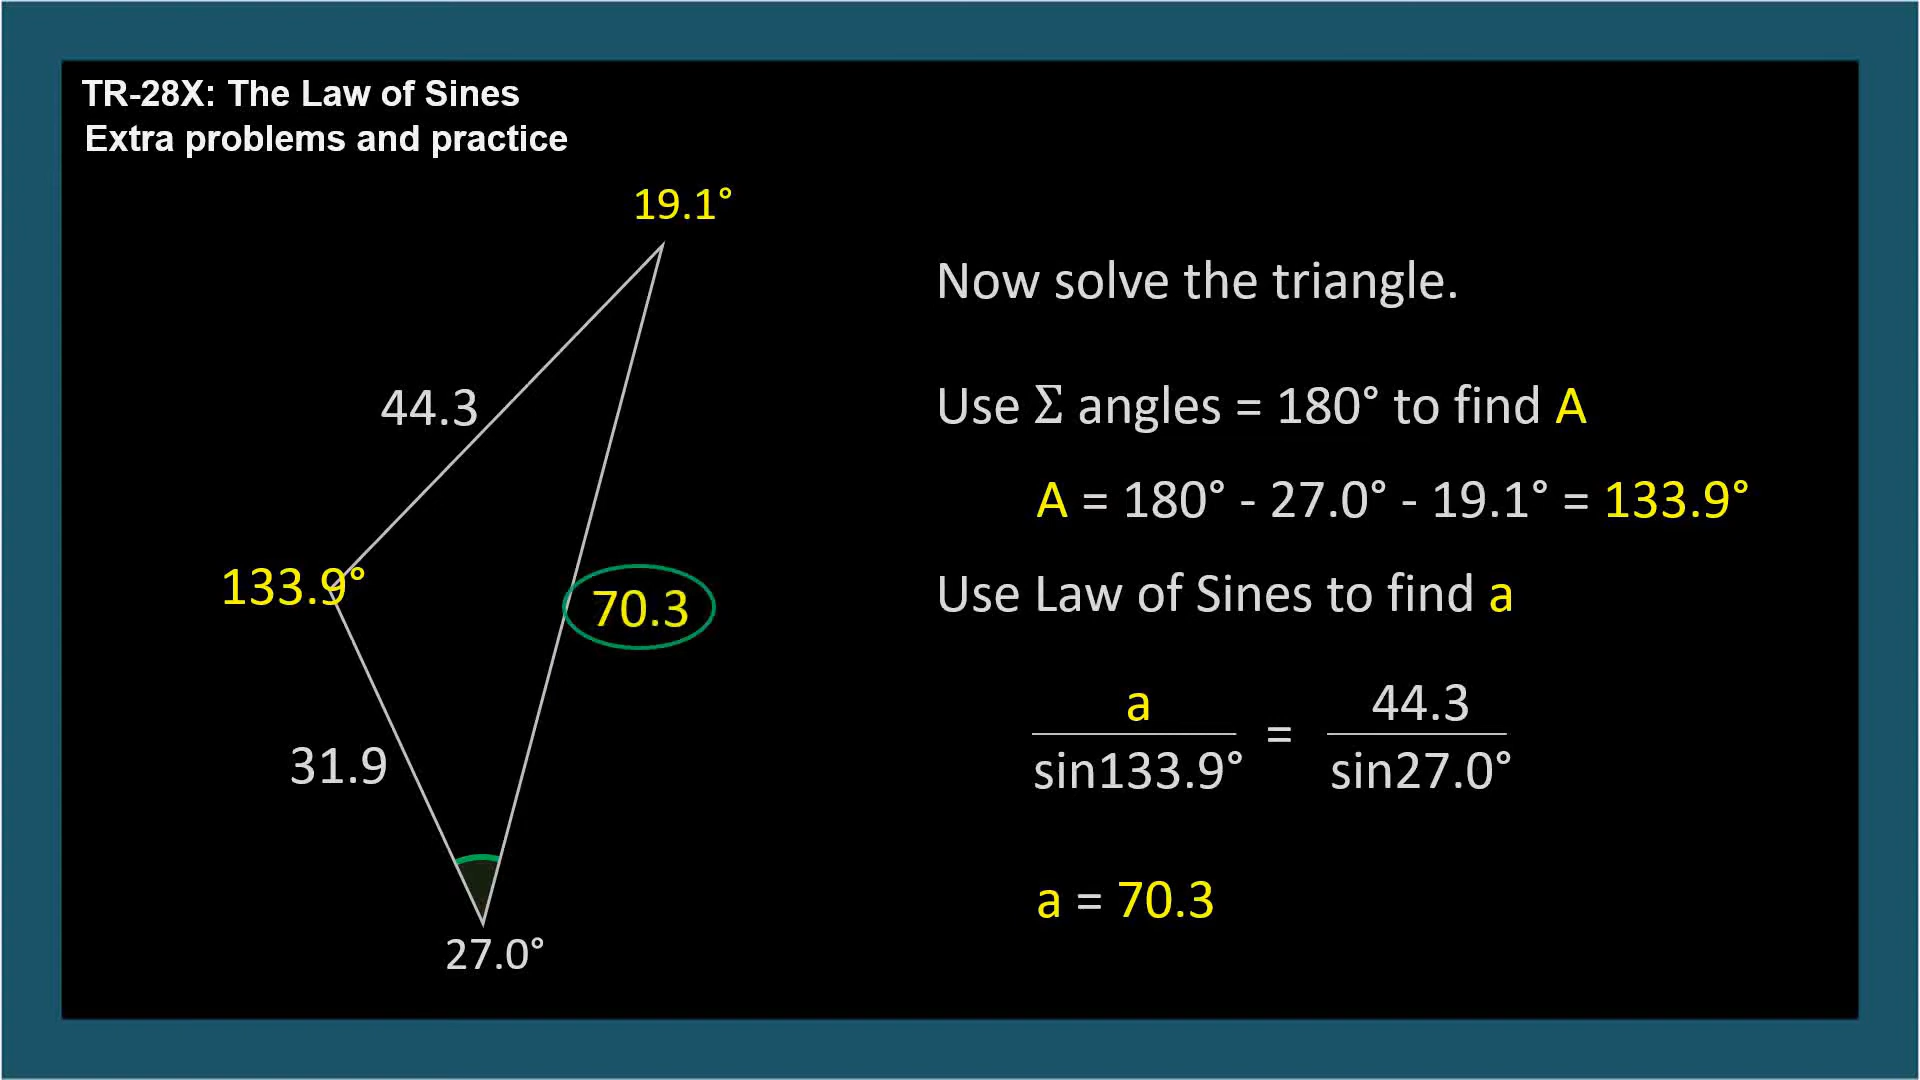 TR-28X: The Law of Sines
Extra problems and practice
19.1°
Now solve the triangle.
44.3
Use Σ angles = 180° to find A
A = 180° - 27.0° - 19.1° = 133.9°
133.9°
70.3
Use Law of Sines to find a
a
sin133.9°
=
44.3
sin27.0°
31.9
a = 70.3
27.0°